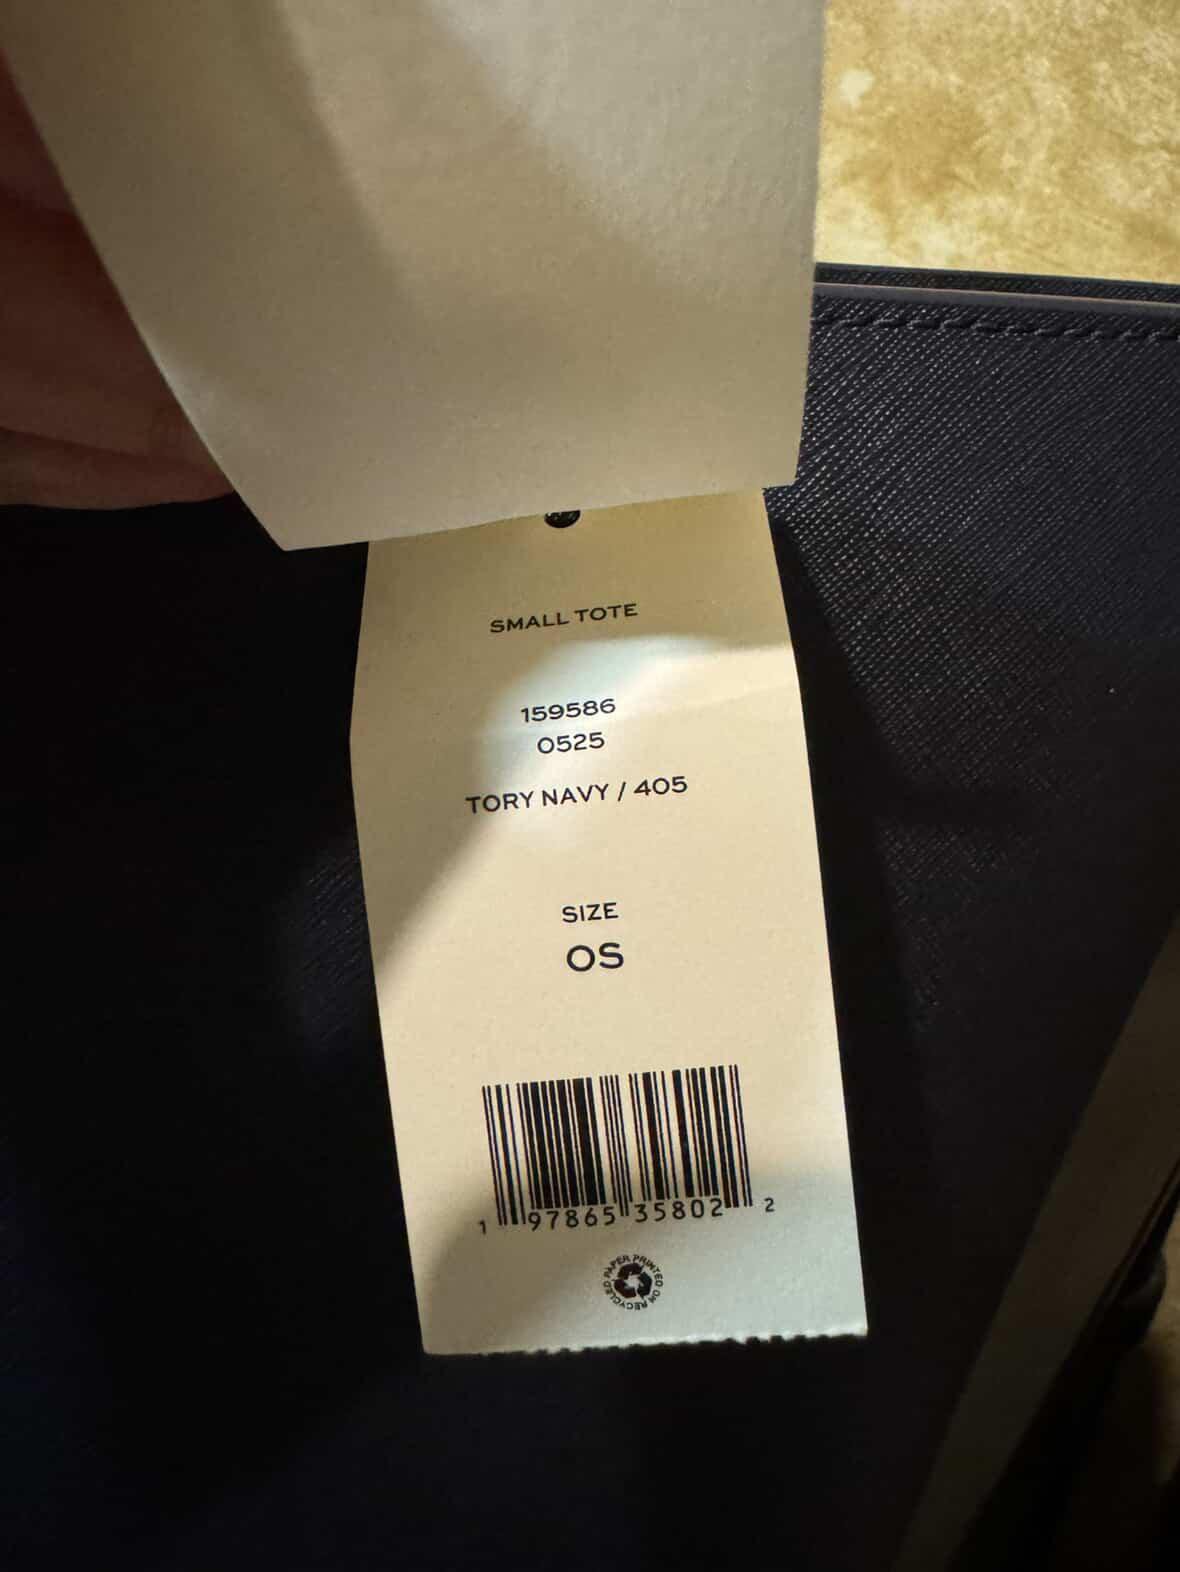 SMALL TOTE
159586
0525
TORY NAVY / 405
SIZE
OS
1 97865 35802 2
PAPER PRINTED ON RECYCLED